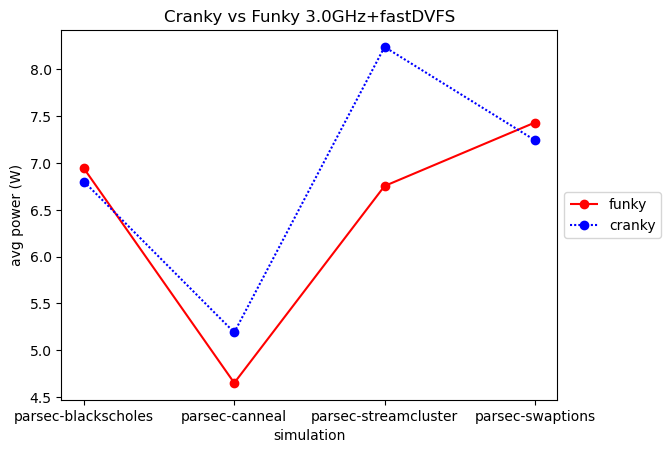 Cranky vs Funky 3.0GHz+fastDVFS
avg power (W)
8.0
7.5
7.0
6.5
6.0
5.5
5.0
4.5
parsec-blackscholes parsec-canneal parsec-streamcluster parsec-swaptions
simulation
funky
cranky